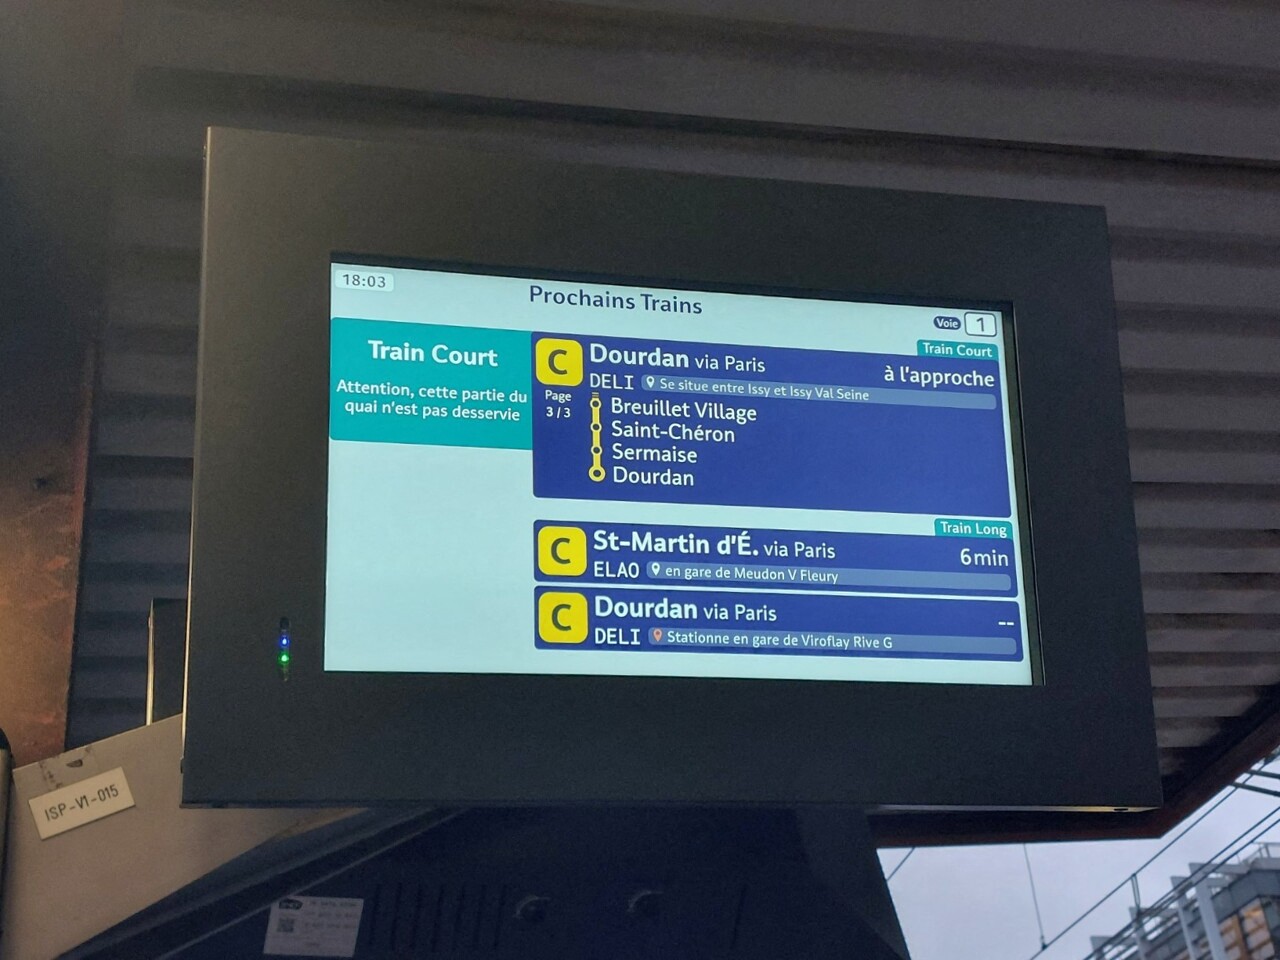 18:03
Prochains Trains
Voie 1
Train Court
Attention, cette partie du
quai n'est pas desservie
Train Court
C
Dourdan via Paris
à l'approche
DELI Se situe entre Issy et Issy Val Seine
Page
3 / 3
Breuillet Village
Saint-Chéron
Sermaise
Dourdan
Train Long
C
St-Martin d'É. via Paris
6 min
ELAO en gare de Meudon V Fleury
C
Dourdan via Paris
--
DELI Stationne en gare de Viroflay Rive G
ISP-V1-015